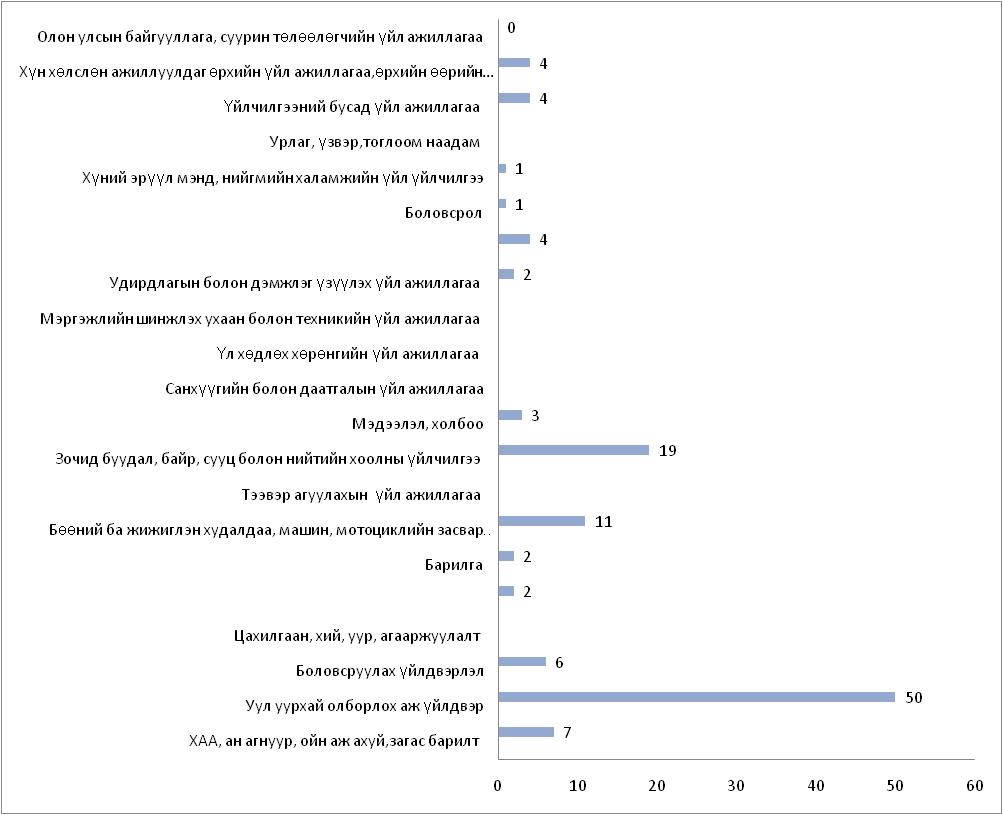 Олон улсын байгууллага, суурин төлөөлөгчийн үйл ажиллагаа
0
Хүн хөлслөн ажиллуулдаг өрхийн үйл ажиллагаа,өрхийн өөрийн...
4
Үйлчилгээний бусад үйл ажиллагаа
4
Урлаг, үзвэр,тоглоом наадам
Хүний эрүүл мэнд, нийгмийн халамжийн үйл үйлчилгээ
1
Боловсрол
1
4
Удирдлагын болон дэмжлэг үзүүлэх үйл ажиллагаа
2
Мэргэжлийн шинжлэх ухаан болон техникийн үйл ажиллагаа
Үл хөдлөх хөрөнгийн үйл ажиллагаа
Санхүүгийн болон даатгалын үйл ажиллагаа
Мэдээлэл, холбоо
3
Зочид буудал, байр, сууц болон нийтийн хоолны үйлчилгээ
19
Тээвэр агуулахын үйл ажиллагаа
Бөөний ба жижиглэн худалдаа, машин, мотоциклийн засвар..
11
Барилга
2
2
Цахилгаан, хий, уур, агааржуулалт
Боловсруулах үйлдвэрлэл
6
Уул уурхай олборлох аж үйлдвэр
50
ХАА, ан агнуур, ойн аж ахуй,загас барилт
7
0 10 20 30 40 50 60